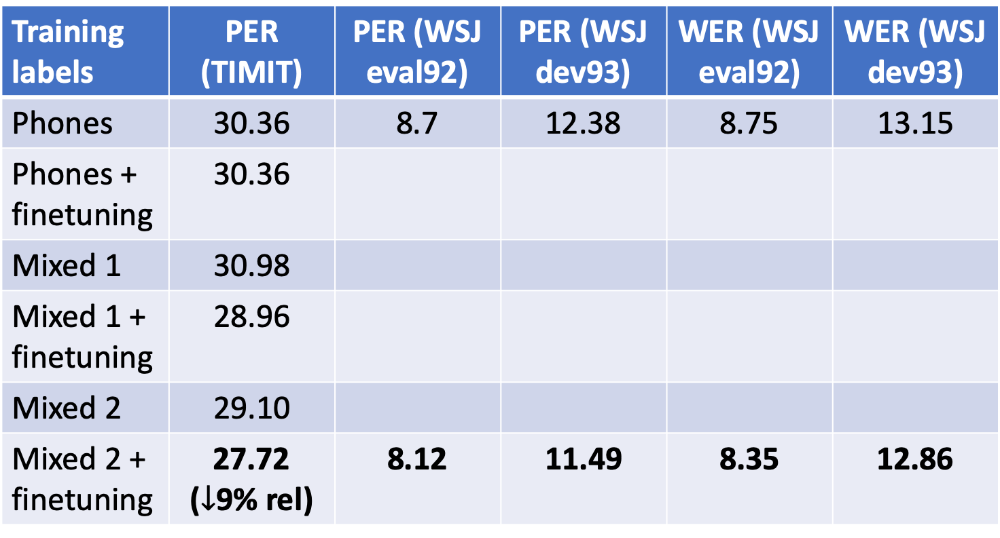 Training labels | PER (TIMIT) | PER (WSJ eval92) | PER (WSJ dev93) | WER (WSJ eval92) | WER (WSJ dev93)
Phones | 30.36 | 8.7 | 12.38 | 8.75 | 13.15
Phones + finetuning | 30.36
Mixed 1 | 30.98
Mixed 1 + finetuning | 28.96
Mixed 2 | 29.10
Mixed 2 + finetuning | 27.72 (↓9% rel) | 8.12 | 11.49 | 8.35 | 12.86